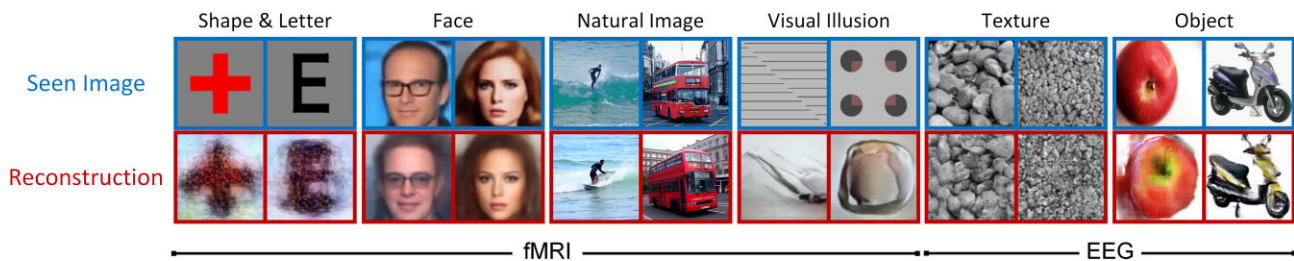 Shape & Letter Face Natural Image Visual Illusion Texture Object
Seen Image
E
Reconstruction
E
fMRI EEG